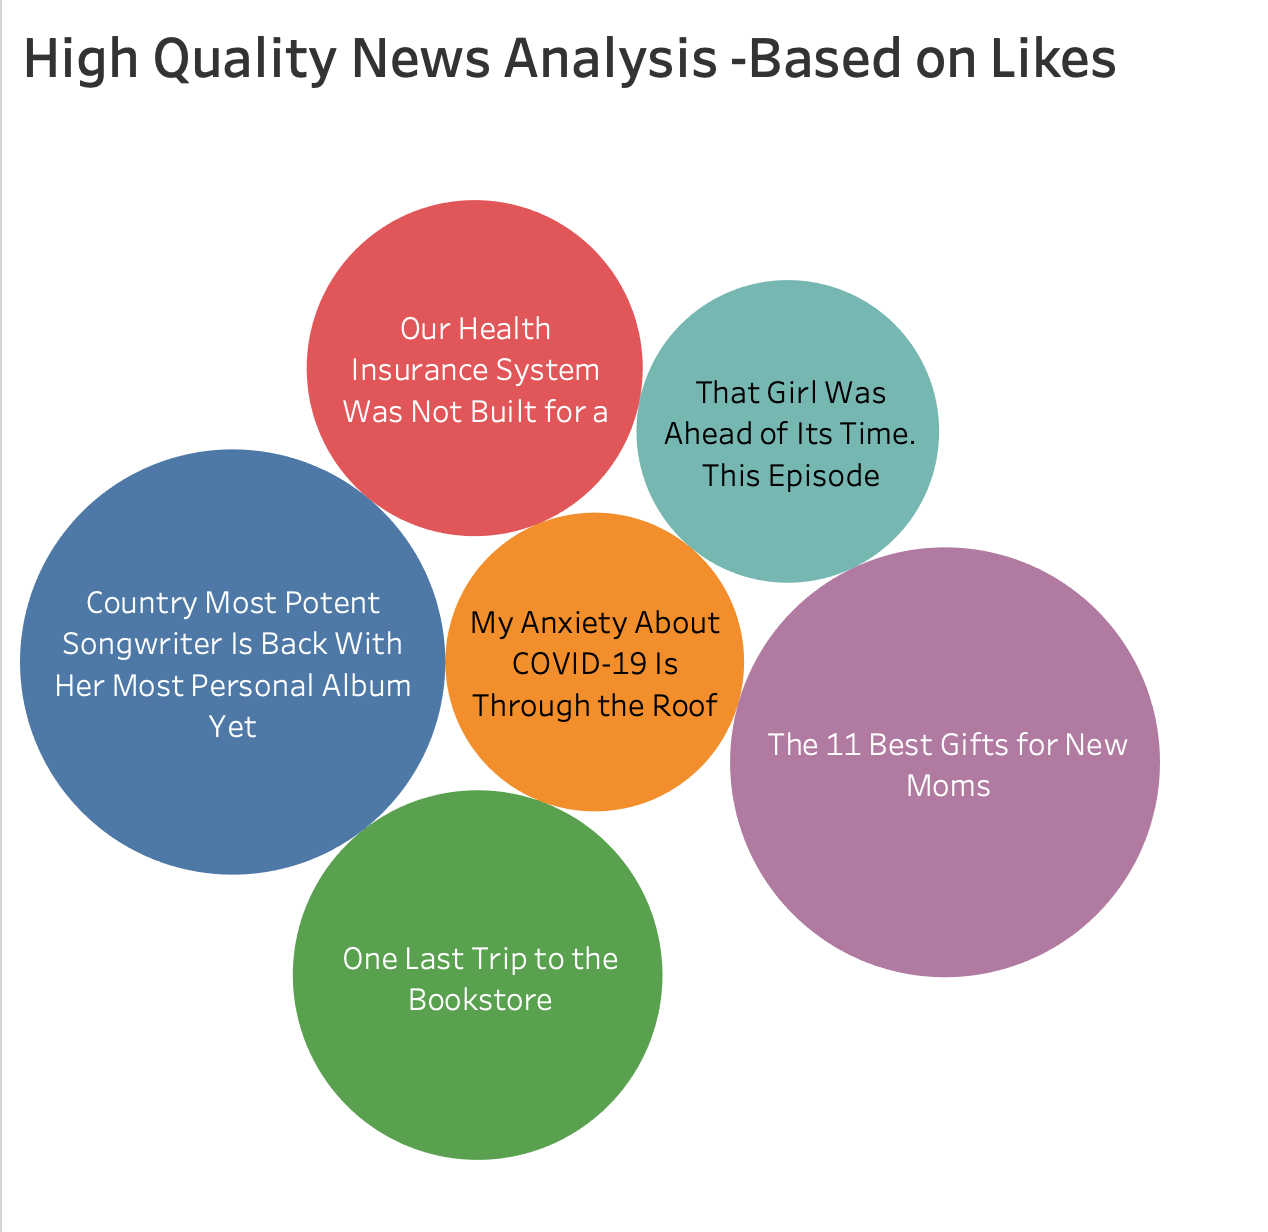 High Quality News Analysis -Based on Likes
Our Health
Insurance System
Was Not Built for a
That Girl Was
Ahead of Its Time.
This Episode
Country Most Potent
Songwriter Is Back With
Her Most Personal Album
Yet
My Anxiety About
COVID-19 Is
Through the Roof
The 11 Best Gifts for New
Moms
One Last Trip to the
Bookstore